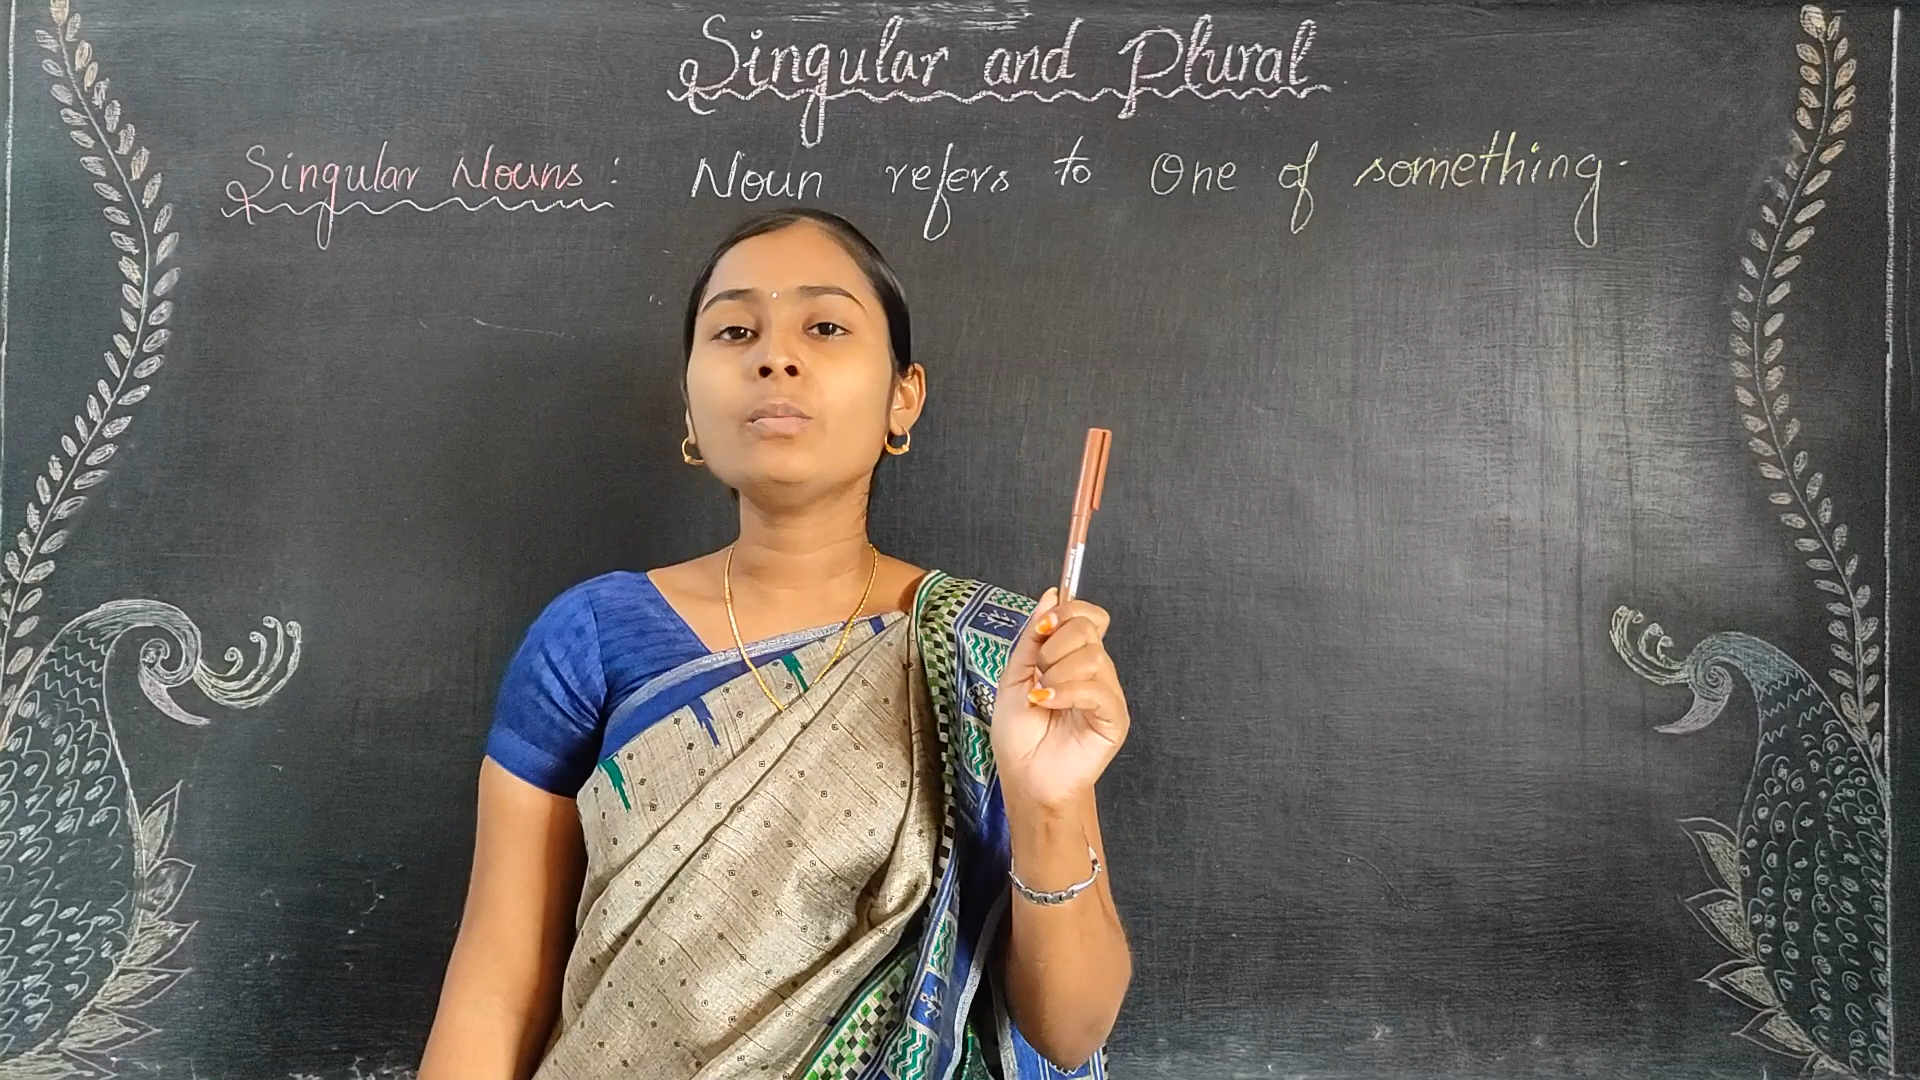 Singular and Plural
Singular Nouns: Noun refers to One of something.